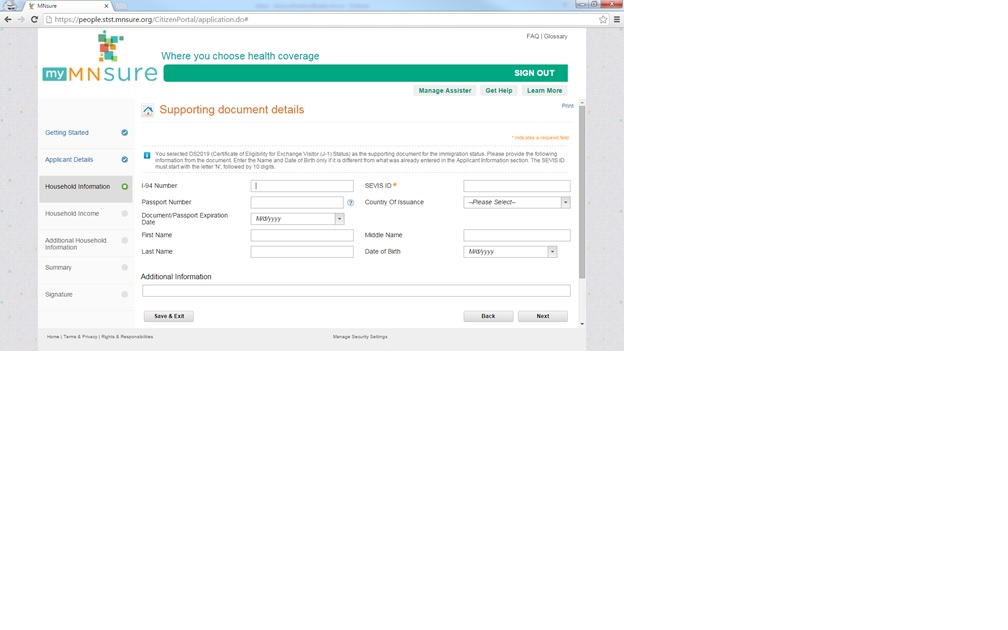 MNsure
https://people.stst.mnsure.org/CitizenPortal/application.do#
FAQ | Glossary
Where you choose health coverage
my MNsure
SIGN OUT
Manage Assister Get Help Learn More
Print
Supporting document details
* indicates a required field
Getting Started
Applicant Details
Household Information
Household Income
Additional Household
Information
Summary
Signature
You selected DS2019 (Certificate of Eligibility for Exchange Visitor (J-1) Status) as the supporting document for the immigration status. Please provide the following
information from the document. Enter the Name and Date of Birth only if it is different from what was already entered in the Applicant Information section. The SEVIS ID
must start with the letter 'N', followed by 10 digits.
I-94 Number SEVIS ID *
Passport Number Country Of Issuance --Please Select--
Document/Passport Expiration
Date M/d/yyyy
First Name Middle Name
Last Name Date of Birth M/d/yyyy
Additional Information
Save & Exit Back Next
Home | Terms & Privacy | Rights & Responsibilities Manage Security Settings